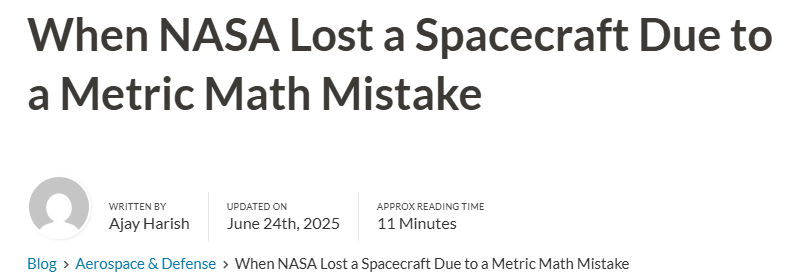 When NASA Lost a Spacecraft Due to
a Metric Math Mistake
WRITTEN BY
Ajay Harish
UPDATED ON
June 24th, 2025
APPROX READING TIME
11 Minutes
Blog > Aerospace & Defense > When NASA Lost a Spacecraft Due to a Metric Math Mistake